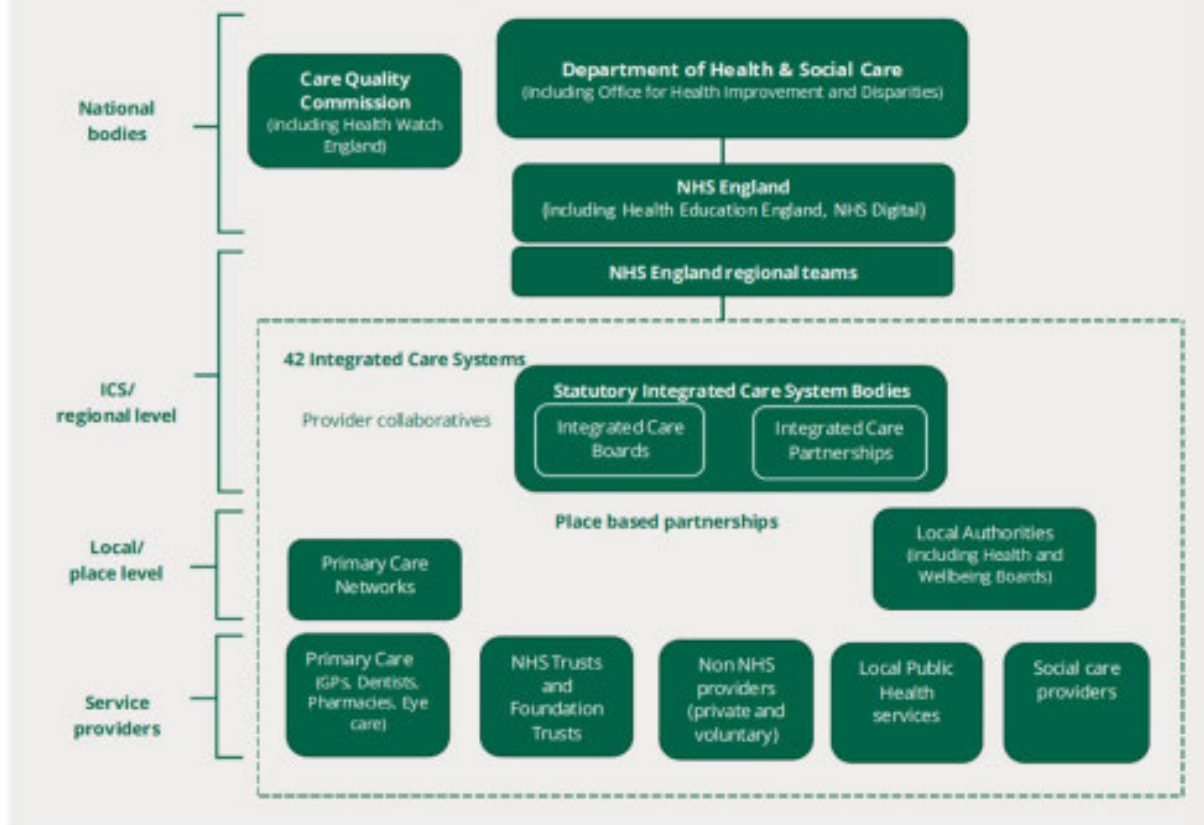 National
bodies
Care Quality
Commission
(including Health Watch
England)
Department of Health & Social Care
(including Office for Health Improvement and Disparities)
NHS England
(including Health Education England, NHS Digital)
ICS/
regional level
NHS England regional teams
42 Integrated Care Systems
Provider collaboratives
Statutory Integrated Care System Bodies
Integrated Care
Boards
Integrated Care
Partnerships
Local/
place level
Place based partnerships
Primary Care
Networks
Local Authorities
(including Health and
Wellbeing Boards)
Service
providers
Primary Care
(GPs, Dentists,
Pharmacies, Eye
care)
NHS Trusts
and
Foundation
Trusts
Non NHS
providers
(private and
voluntary)
Local Public
Health
services
Social care
providers